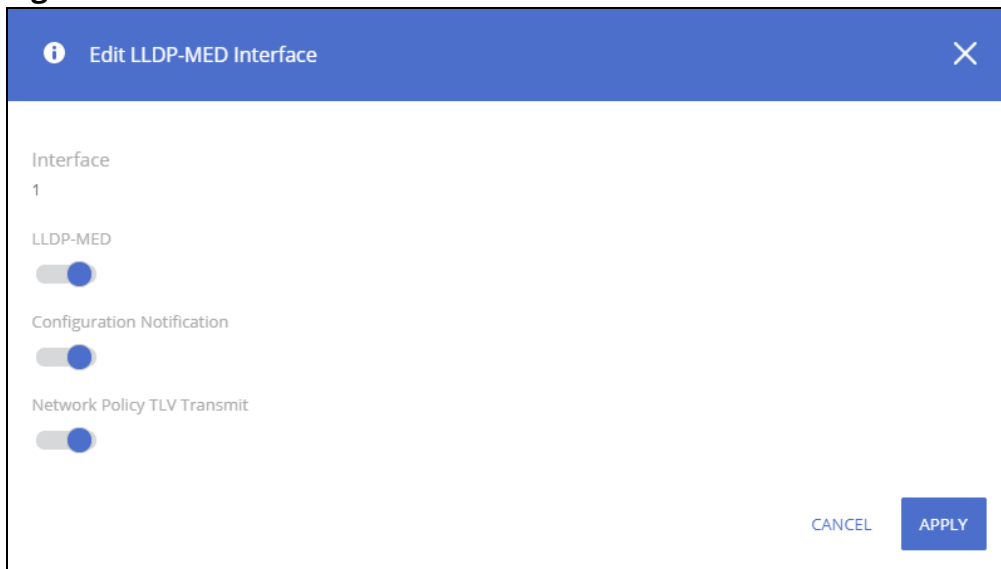 Edit LLDP-MED Interface
Interface
1
LLDP-MED
Configuration Notification
Network Policy TLV Transmit
CANCEL
APPLY